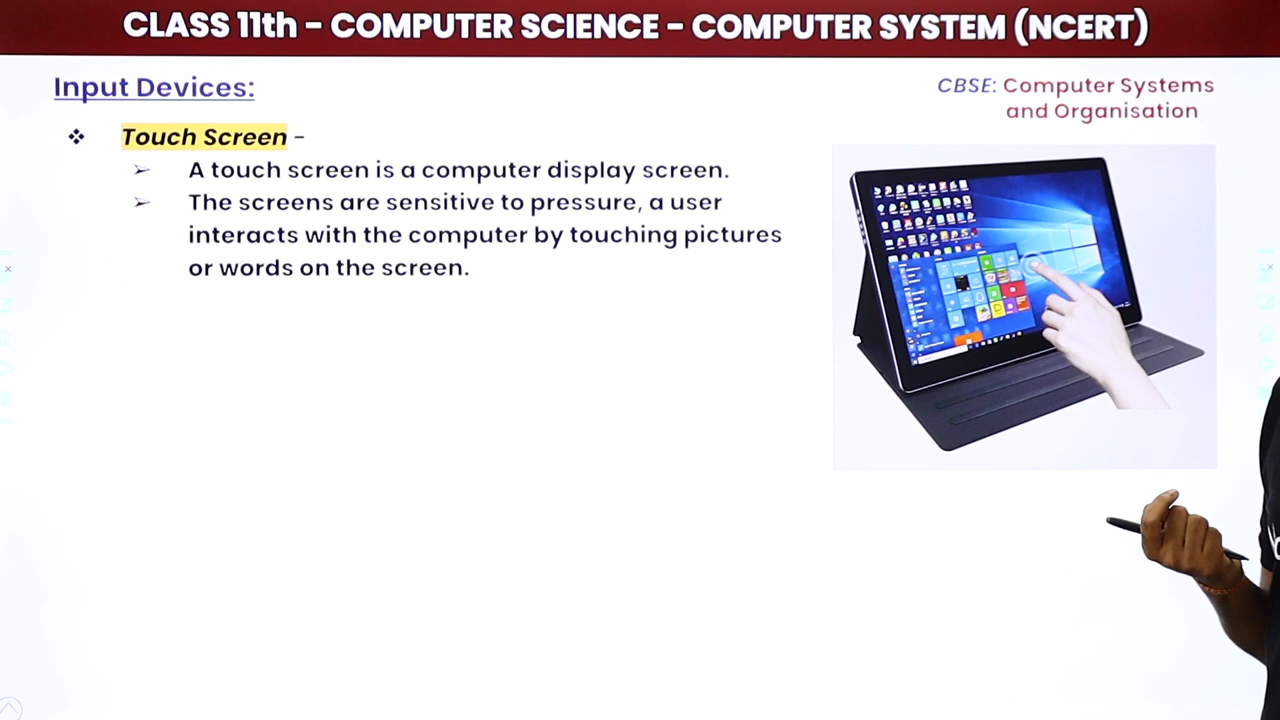 CLASS 11th - COMPUTER SCIENCE - COMPUTER SYSTEM (NCERT)
Input Devices:
CBSE: Computer Systems
and Organisation
❖ Touch Screen -
➢ A touch screen is a computer display screen.
➢ The screens are sensitive to pressure, a user
interacts with the computer by touching pictures
or words on the screen.